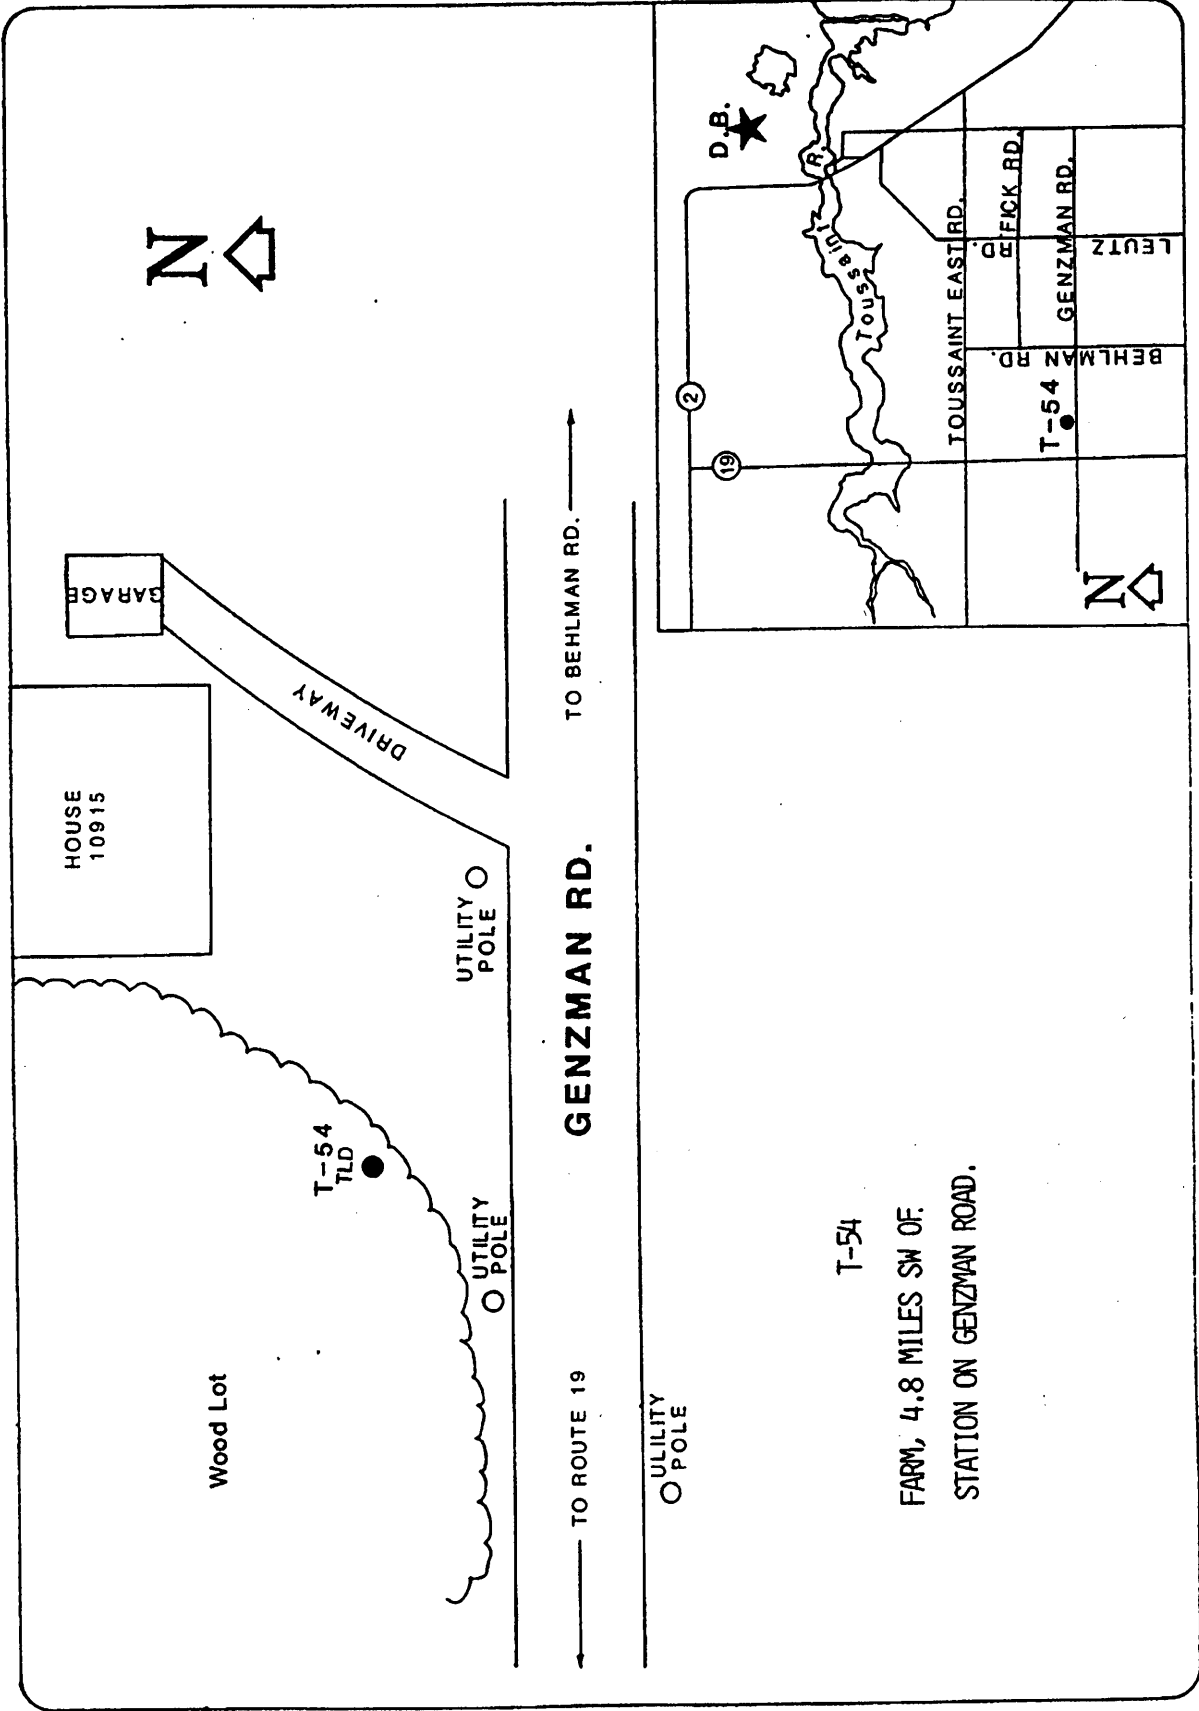 N
HOUSE
10915
GARAGE
DRIVEWAY
Wood Lot
T-54
TLD
UTILITY
POLE
UTILITY
POLE
GENZMAN RD.
TO ROUTE 19
TO BEHLMAN RD.
ULILITY
POLE
T-54
FARM, 4.8 MILES SW OF.
STATION ON GENZMAN ROAD.
D.B.
2
19
Toussaint
R.
TOUSSAINT EAST RD.
FICK RD.
RD.
GENZMAN RD.
LEUTZ
BEHLMAN RD.
T-54
N